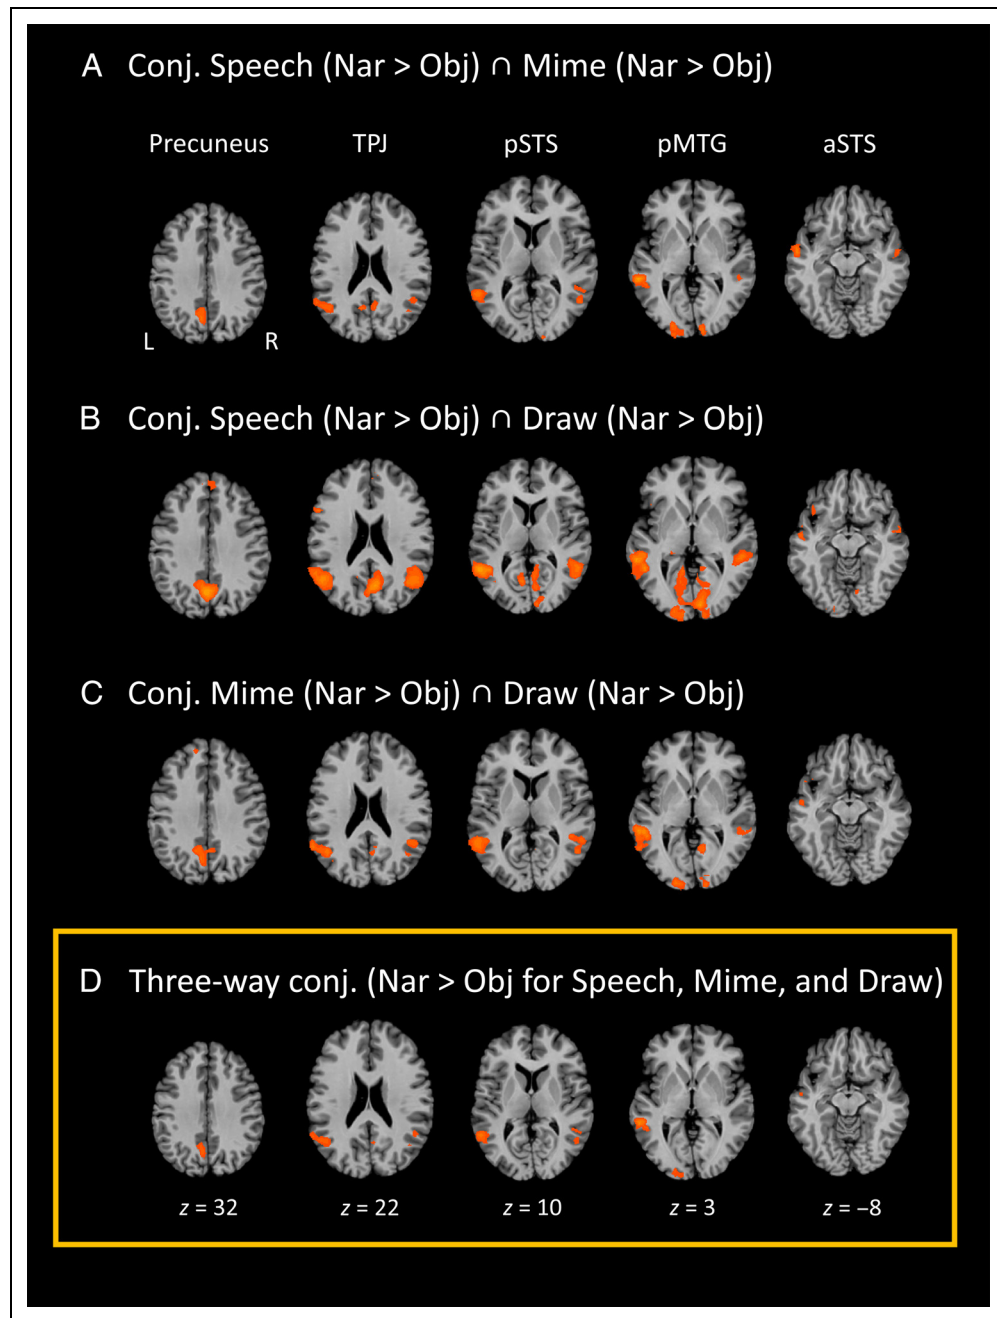 A Conj. Speech (Nar > Obj) ∩ Mime (Nar > Obj)
Precuneus TPJ pSTS pMTG aSTS
L R
B Conj. Speech (Nar > Obj) ∩ Draw (Nar > Obj)
C Conj. Mime (Nar > Obj) ∩ Draw (Nar > Obj)
D Three-way conj. (Nar > Obj for Speech, Mime, and Draw)
z = 32 z = 22 z = 10 z = 3 z = −8